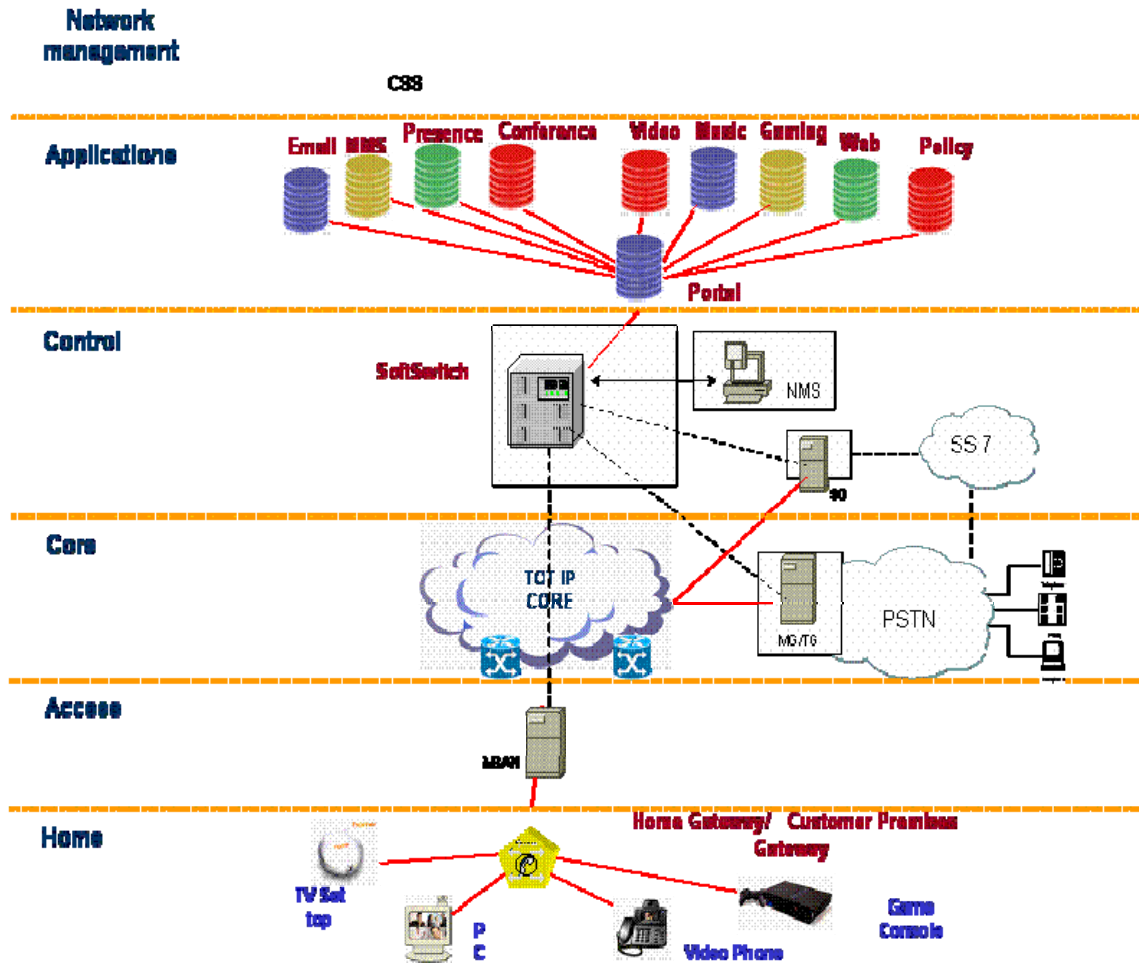 Network
management
CSS
Applications
Email
MMS
Presence
Conference
Video
Music
Gaming
Web
Policy
Portal
Control
SoftSwitch
NMS
SS 7
SG
Core
TOT IP
CORE
MG/TG
PSTN
Access
Home
Home Gateway/ Customer Premises
Gateway
TV Set
top
P
C
Video Phone
Game
Console